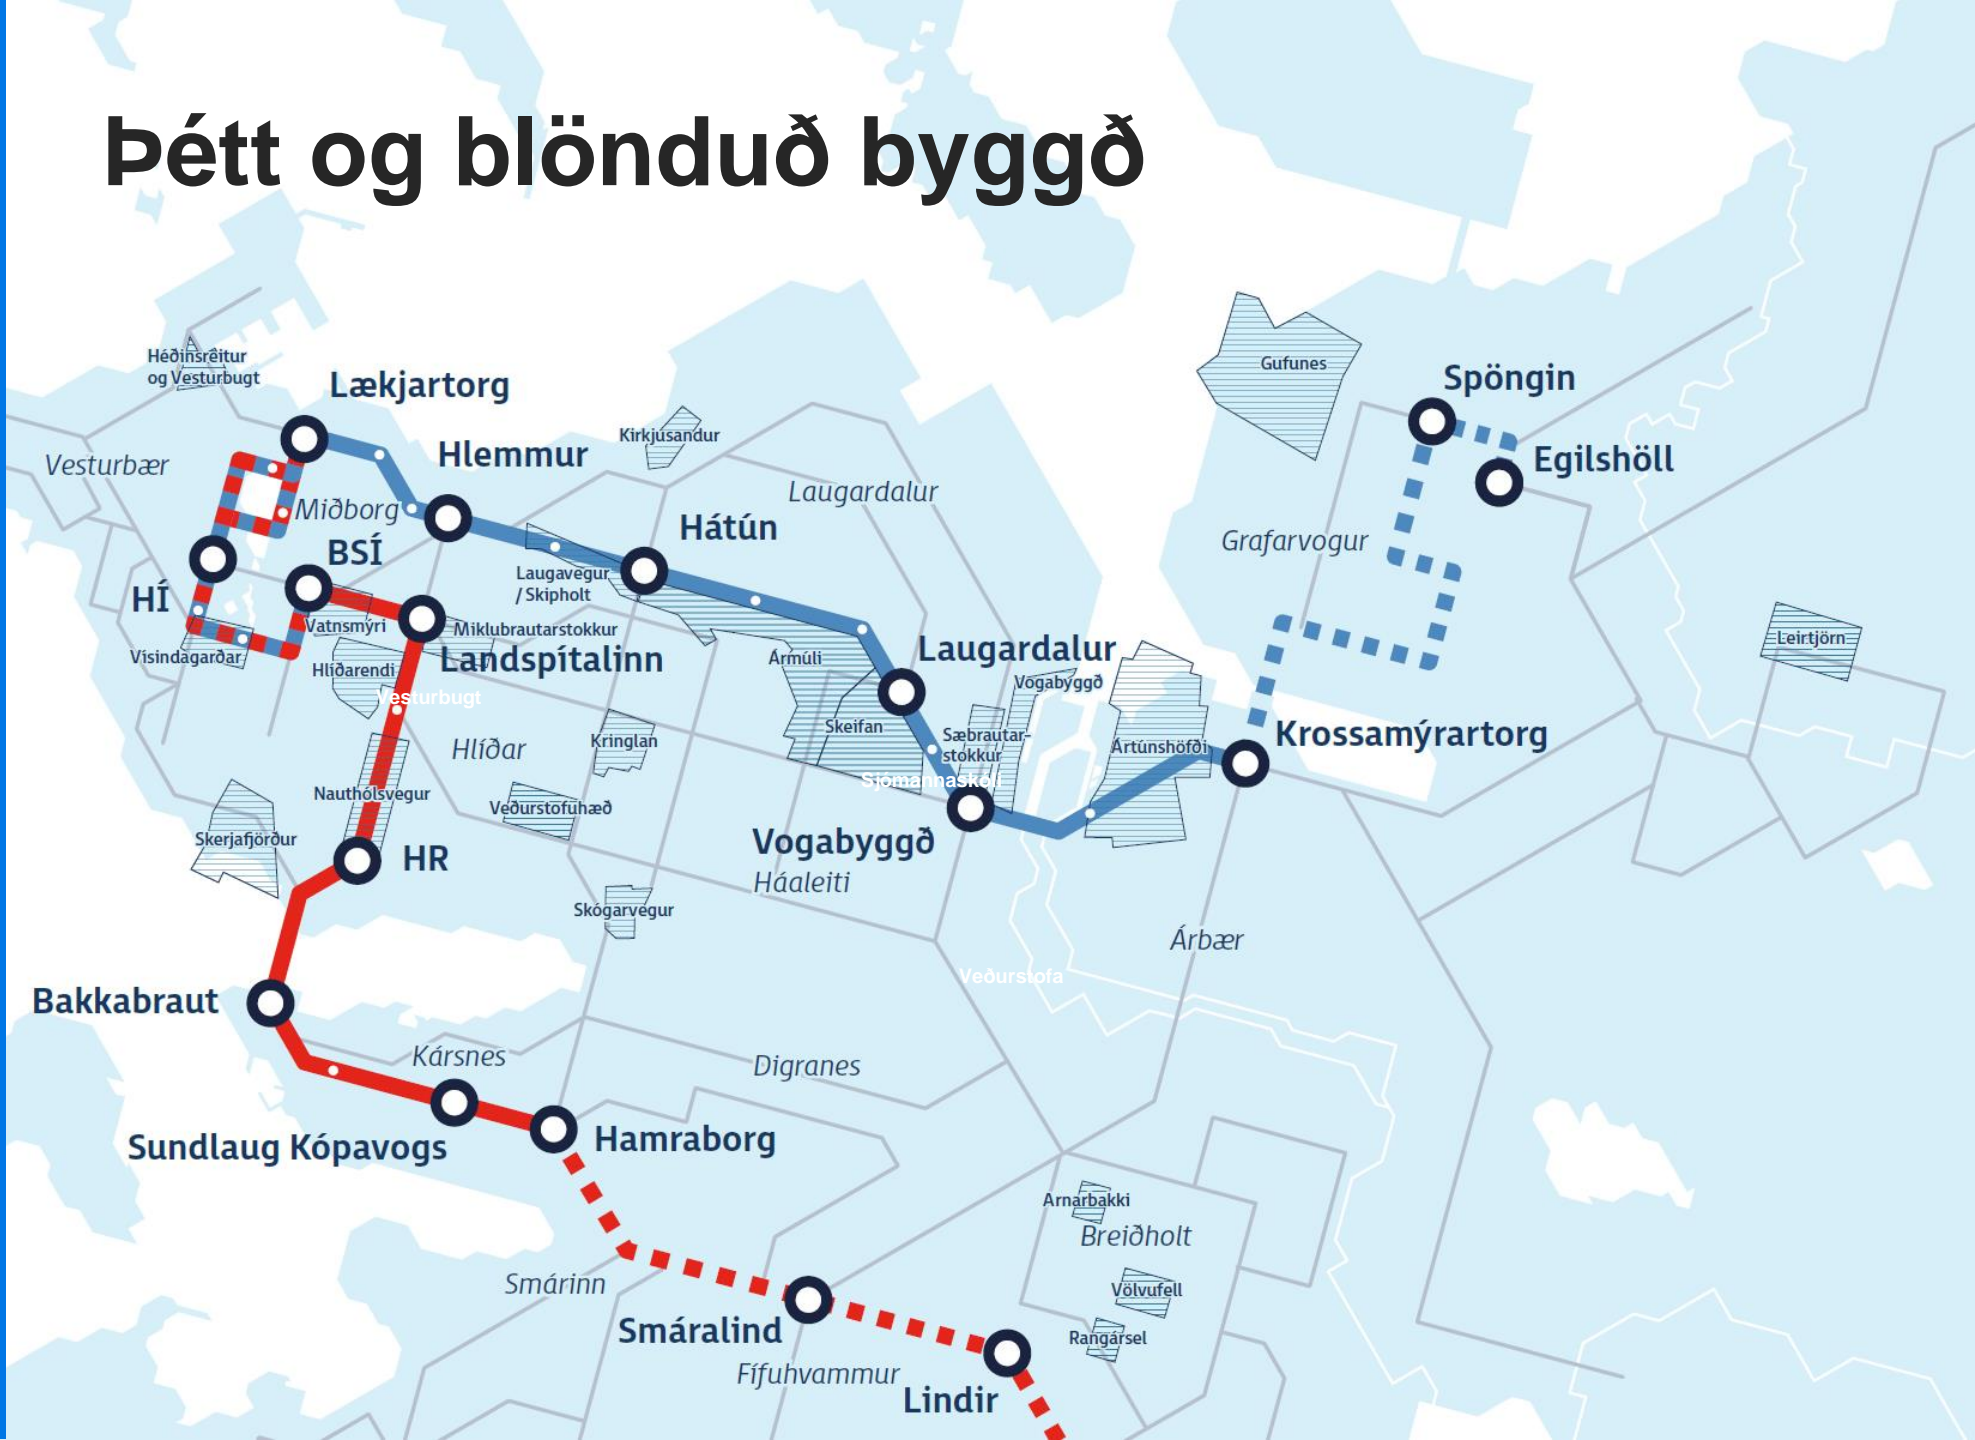 Þétt og blönduð byggð
Héðinsreitur
og Vesturbugt
Lækjartorg
Gufunes
Spöngin
Kirkjusandur
Hlemmur
Egilshöll
Vesturbær
Laugardalur
Miðborg
Hátún
BSÍ
Grafarvogur
Laugavegur
/ Skipholt
HÍ
Vatnsmýri
Miklubrautarstokkur
Leirtjörn
Vísindagarðar
Landspítalinn
Ármúli
Laugardalur
Hlíðarendi
Vogabyggð
Vesturbugt
Skeifan
Sæbrautar-
stokkur
Krossamýrartorg
Hlíðar
Kringlan
Ártúnshöfði
Sjómannaskóli
Nauthólsvegur
Veðurstofuhæð
Skerjafjörður
Vogabyggð
HR
Háaleiti
Skógarvegur
Árbær
Veðurstofa
Bakkabraut
Kársnes
Digranes
Sundlaug Kópavogs
Hamraborg
Arnarbakki
Breiðholt
Smárinn
Völvufell
Smáralind
Rangársel
Fífuhvammur
Lindir